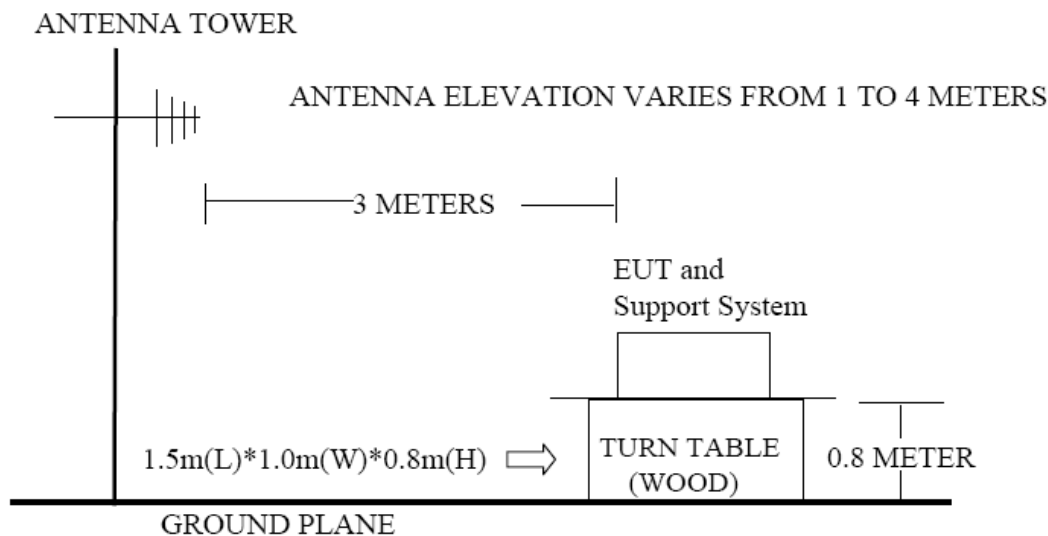 ANTENNA TOWER
ANTENNA ELEVATION VARIES FROM 1 TO 4 METERS
3 METERS
EUT and
Support System
1.5m(L)*1.0m(W)*0.8m(H)
TURN TABLE
(WOOD)
0.8 METER
GROUND PLANE